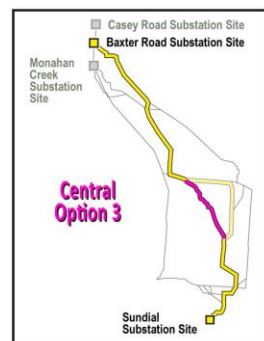 Casey Road Substation Site
Baxter Road Substation Site
Monahan
Creek
Substation
Site
Central
Option 3
Sundial
Substation Site